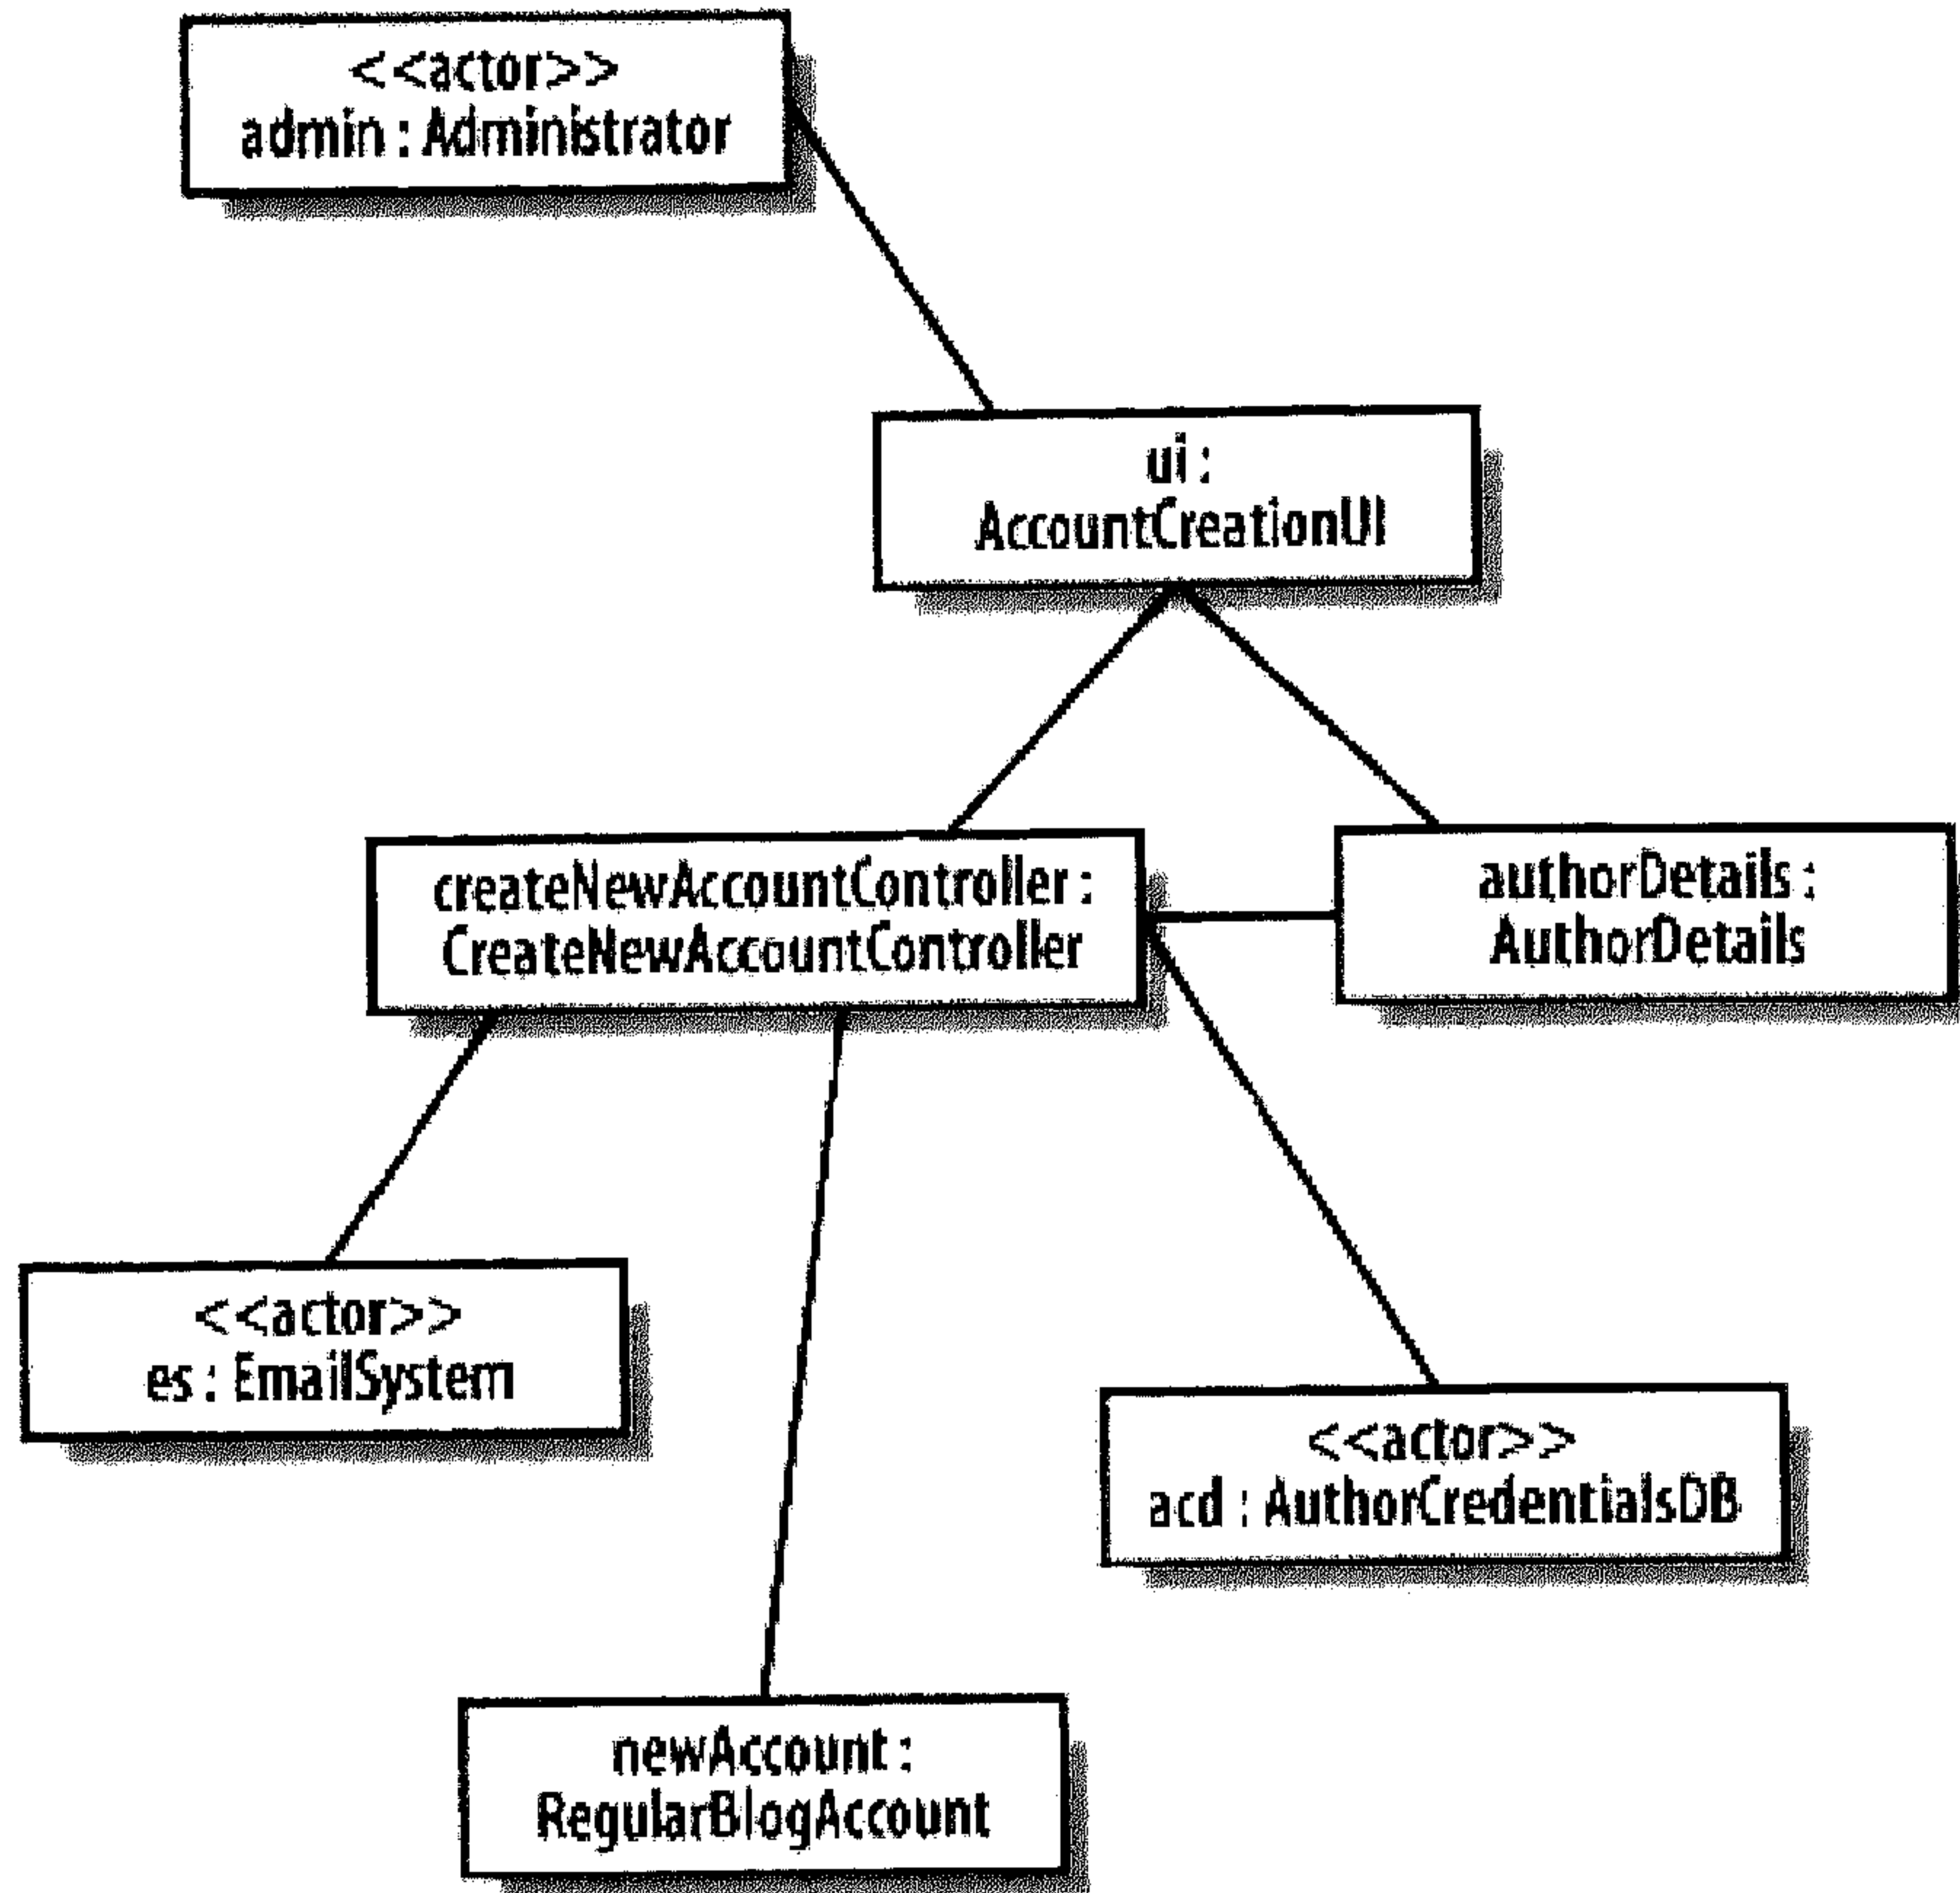 <<actor>>
admin : Administrator
ui :
AccountCreationUI
createNewAccountController :
CreateNewAccountController
authorDetails :
AuthorDetails
<<actor>>
es : EmailSystem
<<actor>>
acd : AuthorCredentialsDB
newAccount :
RegularBlogAccount